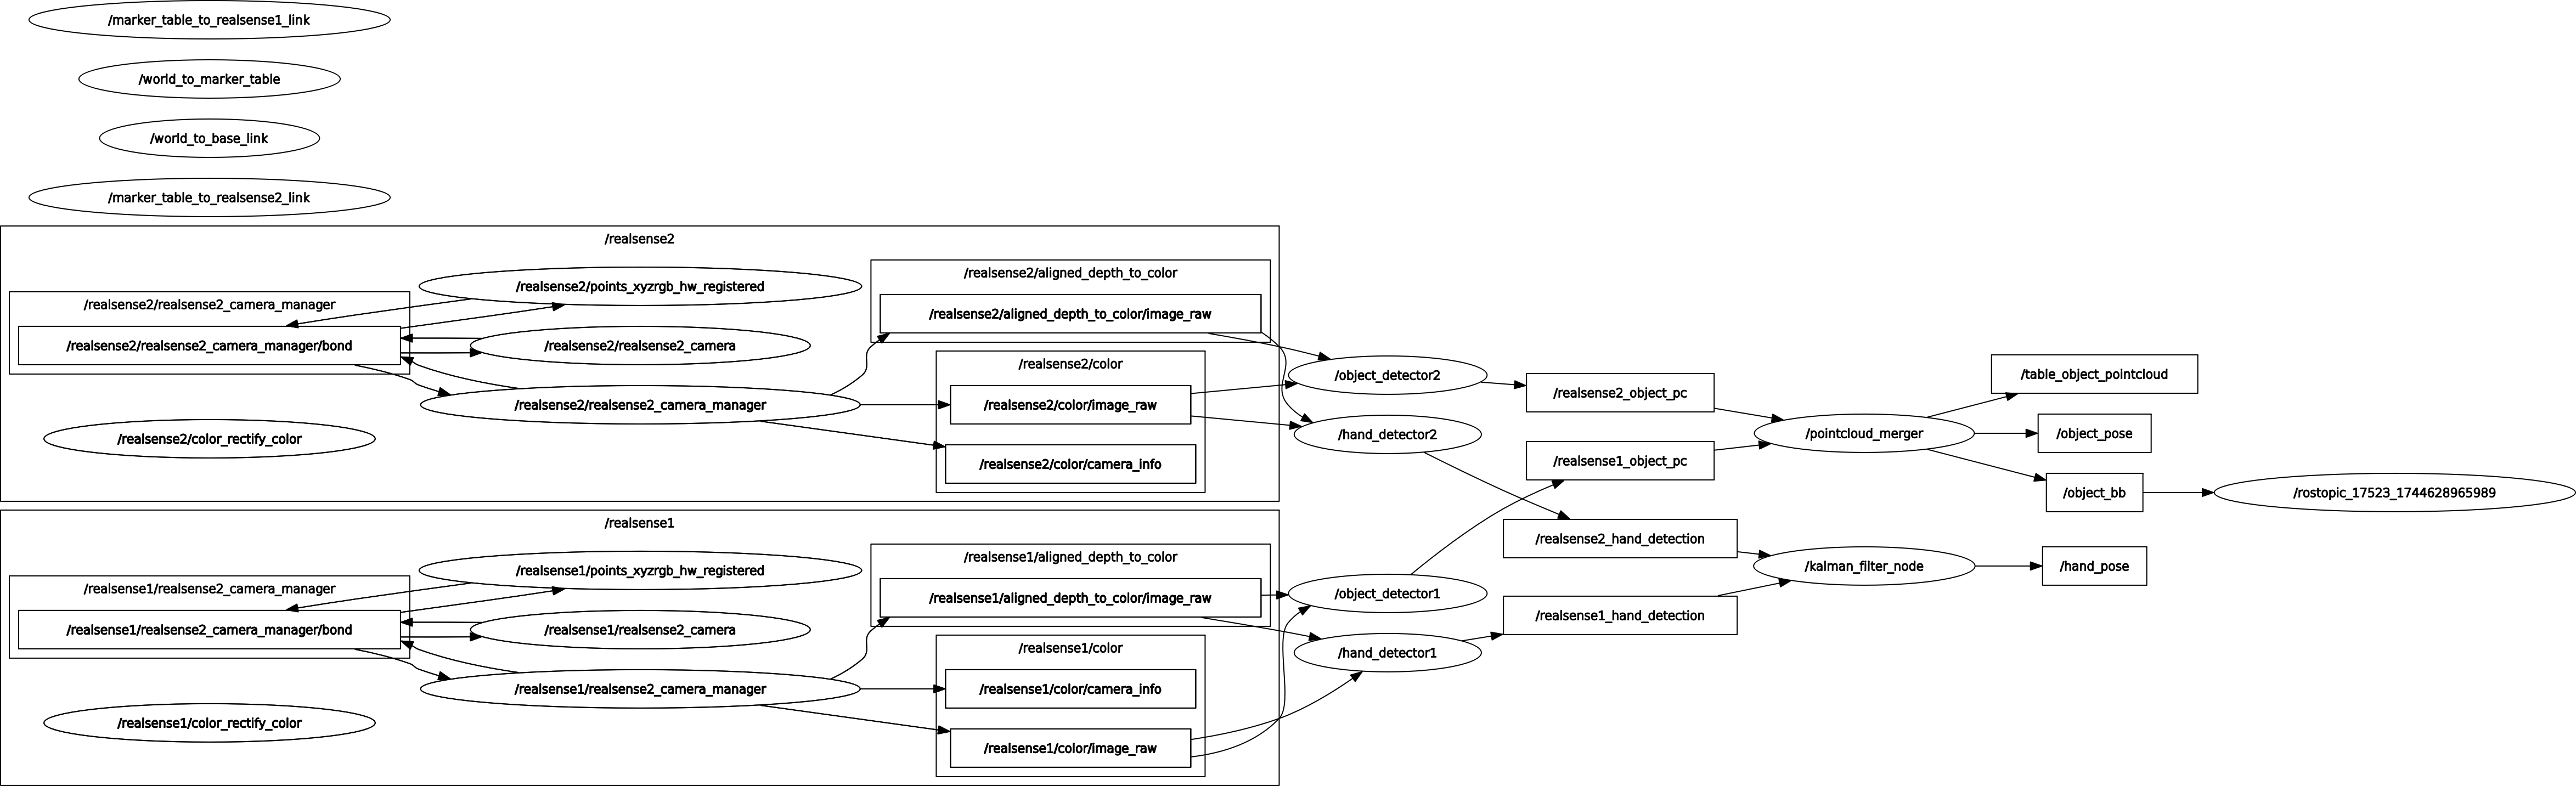 /marker_table_to_realsense1_link
/world_to_marker_table
/world_to_base_link
/marker_table_to_realsense2_link
/realsense2
/realsense2/realsense2_camera_manager
/realsense2/realsense2_camera_manager/bond
/realsense2/points_xyzrgb_hw_registered
/realsense2/realsense2_camera
/realsense2/realsense2_camera_manager
/realsense2/color_rectify_color
/realsense2/aligned_depth_to_color
/realsense2/aligned_depth_to_color/image_raw
/realsense2/color
/realsense2/color/image_raw
/realsense2/color/camera_info
/realsense1
/realsense1/realsense2_camera_manager
/realsense1/realsense2_camera_manager/bond
/realsense1/points_xyzrgb_hw_registered
/realsense1/realsense2_camera
/realsense1/realsense2_camera_manager
/realsense1/color_rectify_color
/realsense1/aligned_depth_to_color
/realsense1/aligned_depth_to_color/image_raw
/realsense1/color
/realsense1/color/camera_info
/realsense1/color/image_raw
/object_detector2
/hand_detector2
/object_detector1
/hand_detector1
/realsense2_object_pc
/realsense1_object_pc
/realsense2_hand_detection
/realsense1_hand_detection
/pointcloud_merger
/kalman_filter_node
/table_object_pointcloud
/object_pose
/object_bb
/hand_pose
/rostopic_17523_1744628965989